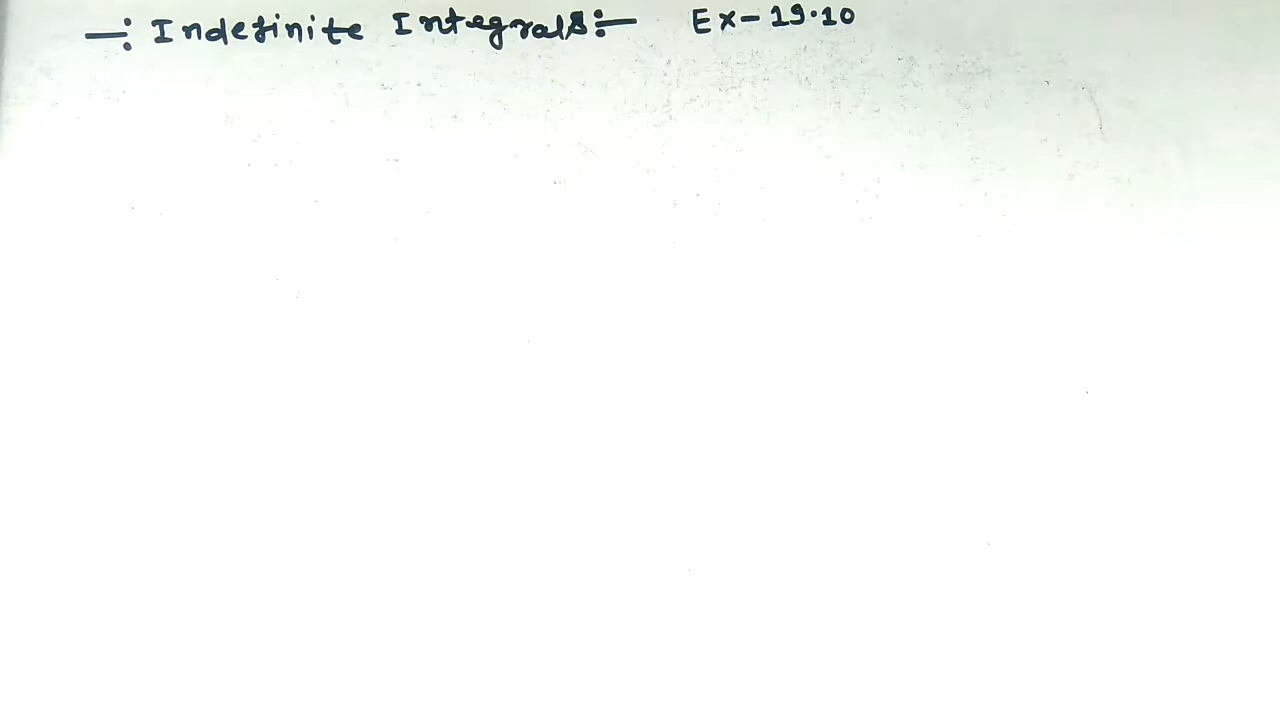 —: Indefinite Integrals:— Ex-19.10